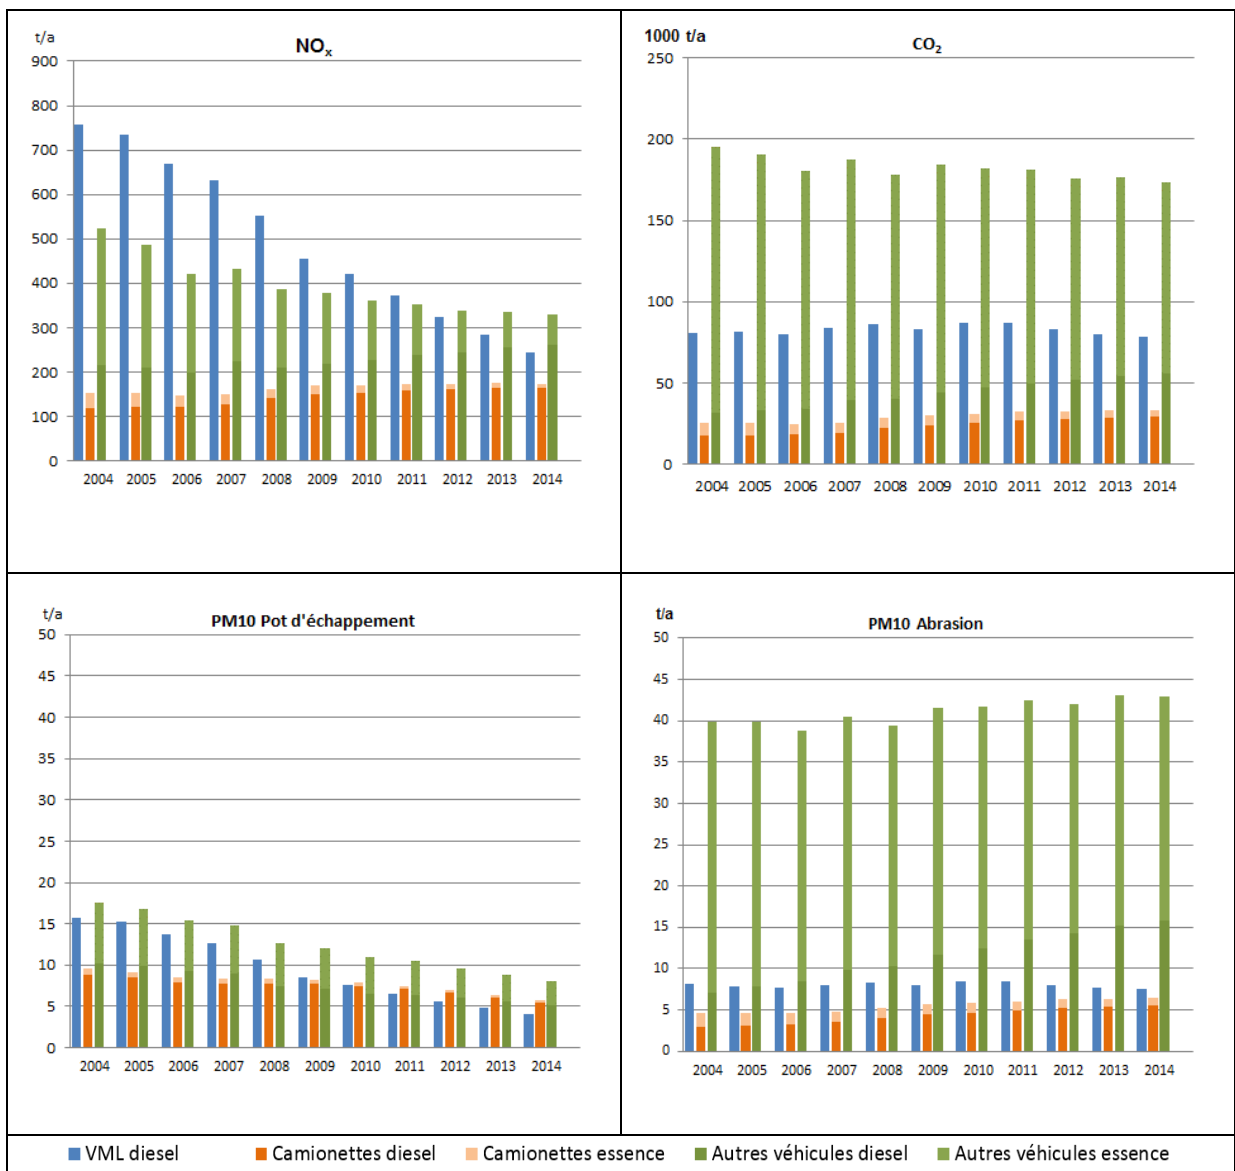 t/a
NOx
900
800
700
600
500
400
300
200
100
0
2004 2005 2006 2007 2008 2009 2010 2011 2012 2013 2014
1000 t/a
CO2
250
200
150
100
50
0
2004 2005 2006 2007 2008 2009 2010 2011 2012 2013 2014
t/a
PM10 Pot d'échappement
50
45
40
35
30
25
20
15
10
5
0
2004 2005 2006 2007 2008 2009 2010 2011 2012 2013 2014
t/a
PM10 Abrasion
50
45
40
35
30
25
20
15
10
5
0
2004 2005 2006 2007 2008 2009 2010 2011 2012 2013 2014
VML diesel Camionettes diesel Camionettes essence Autres véhicules diesel Autres véhicules essence